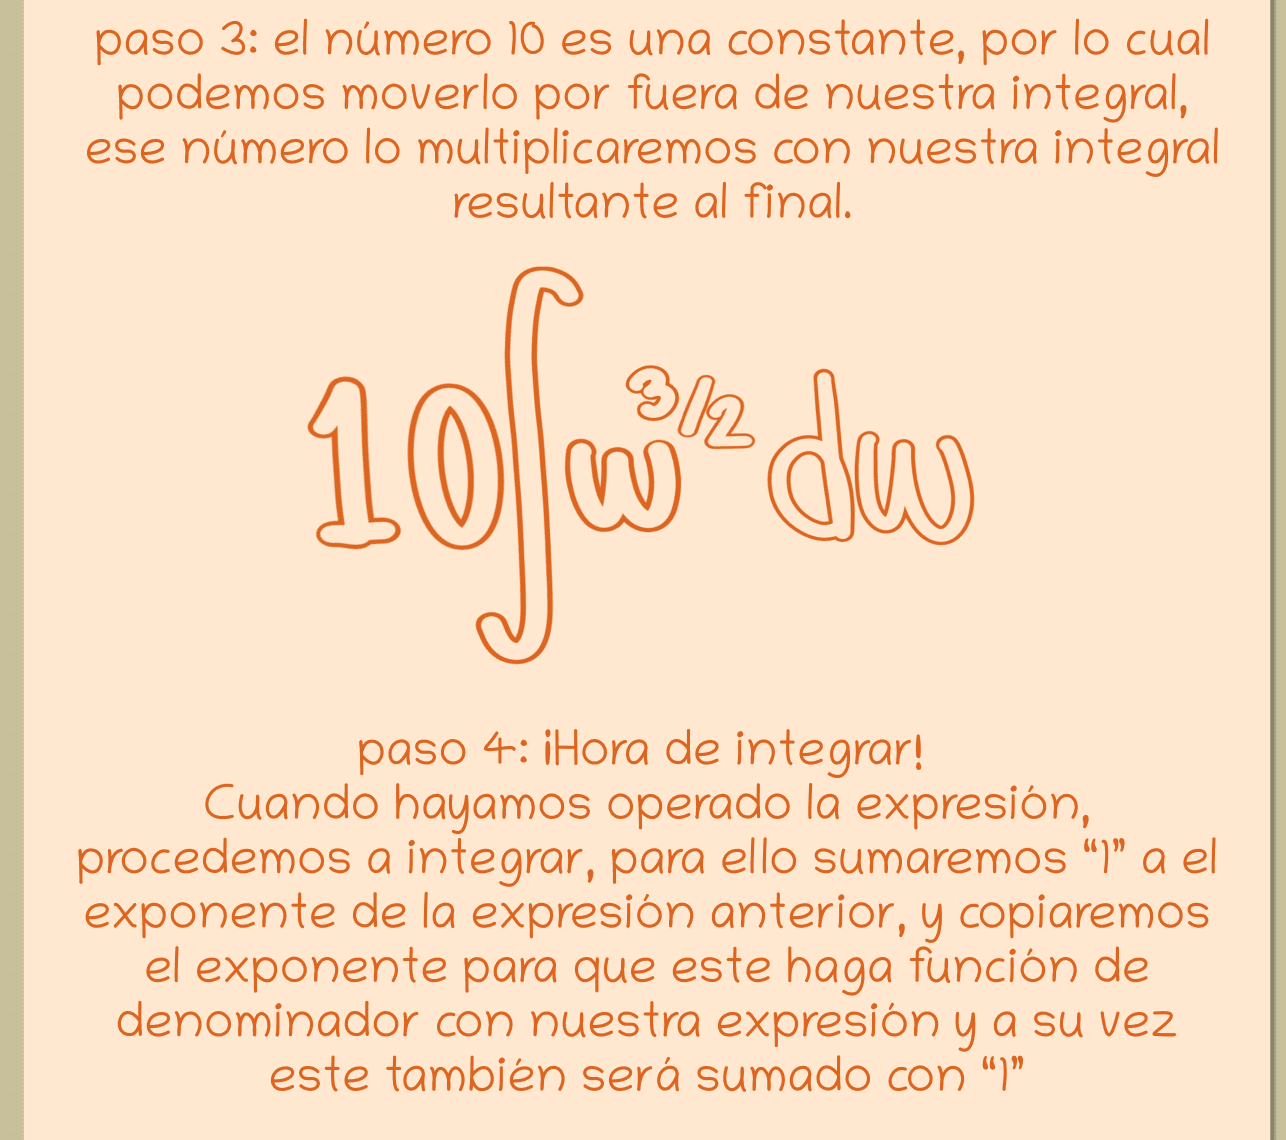 paso 3: el número 10 es una constante, por lo cual
podemos moverlo por fuera de nuestra integral,
ese número lo multiplicaremos con nuestra integral
resultante al final.
10∫w^3/2 dw
paso 4: ¡Hora de integrar!
Cuando hayamos operado la expresión,
procedemos a integrar, para ello sumaremos “1” a el
exponente de la expresión anterior, y copiaremos
el exponente para que este haga función de
denominador con nuestra expresión y a su vez
este también será sumado con “1”